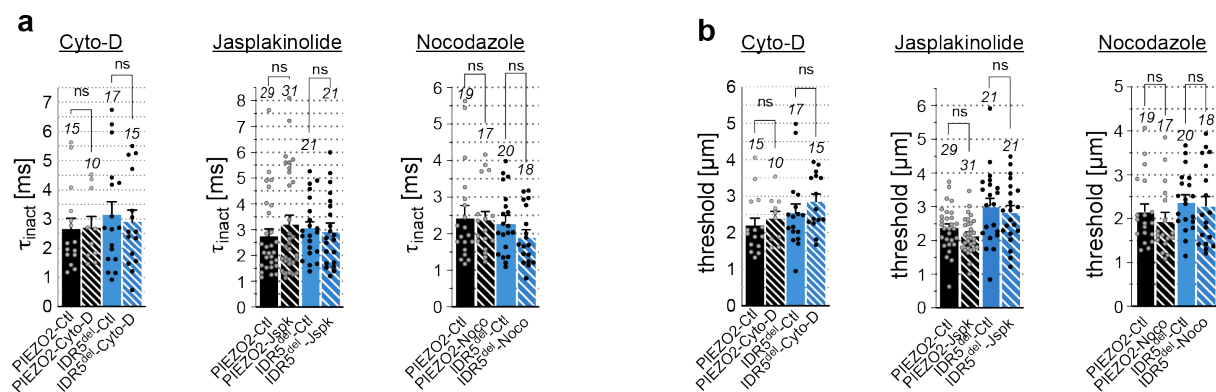 a
Cyto-D
τinact [ms]
7
6
5
4
3
2
1
0
ns
ns
15
10
17
15
PIEZO2-Ctl
PIEZO2-Cyto-D
IDR5del-Ctl
IDR5del-Cyto-D
Jasplakinolide
τinact [ms]
8
7
6
5
4
3
2
1
0
ns
ns
29
31
21
21
PIEZO2-Ctl
PIEZO2-Jspk
IDR5del-Ctl
IDR5del-Jspk
Nocodazole
τinact [ms]
6
5
4
3
2
1
0
ns
ns
19
17
20
18
PIEZO2-Ctl
PIEZO2-Noco
IDR5del-Ctl
IDR5del-Noco
b
Cyto-D
threshold [µm]
6
5
4
3
2
1
0
ns
ns
15
10
17
15
PIEZO2-Ctl
PIEZO2-Cyto-D
IDR5del-Ctl
IDR5del-Cyto-D
Jasplakinolide
threshold [µm]
6
5
4
3
2
1
0
ns
ns
29
31
21
21
PIEZO2-Ctl
PIEZO2-Jspk
IDR5del-Ctl
IDR5del-Jspk
Nocodazole
threshold [µm]
5
4
3
2
1
0
ns
ns
19
17
20
18
PIEZO2-Ctl
PIEZO2-Noco
IDR5del-Ctl
IDR5del-Noco